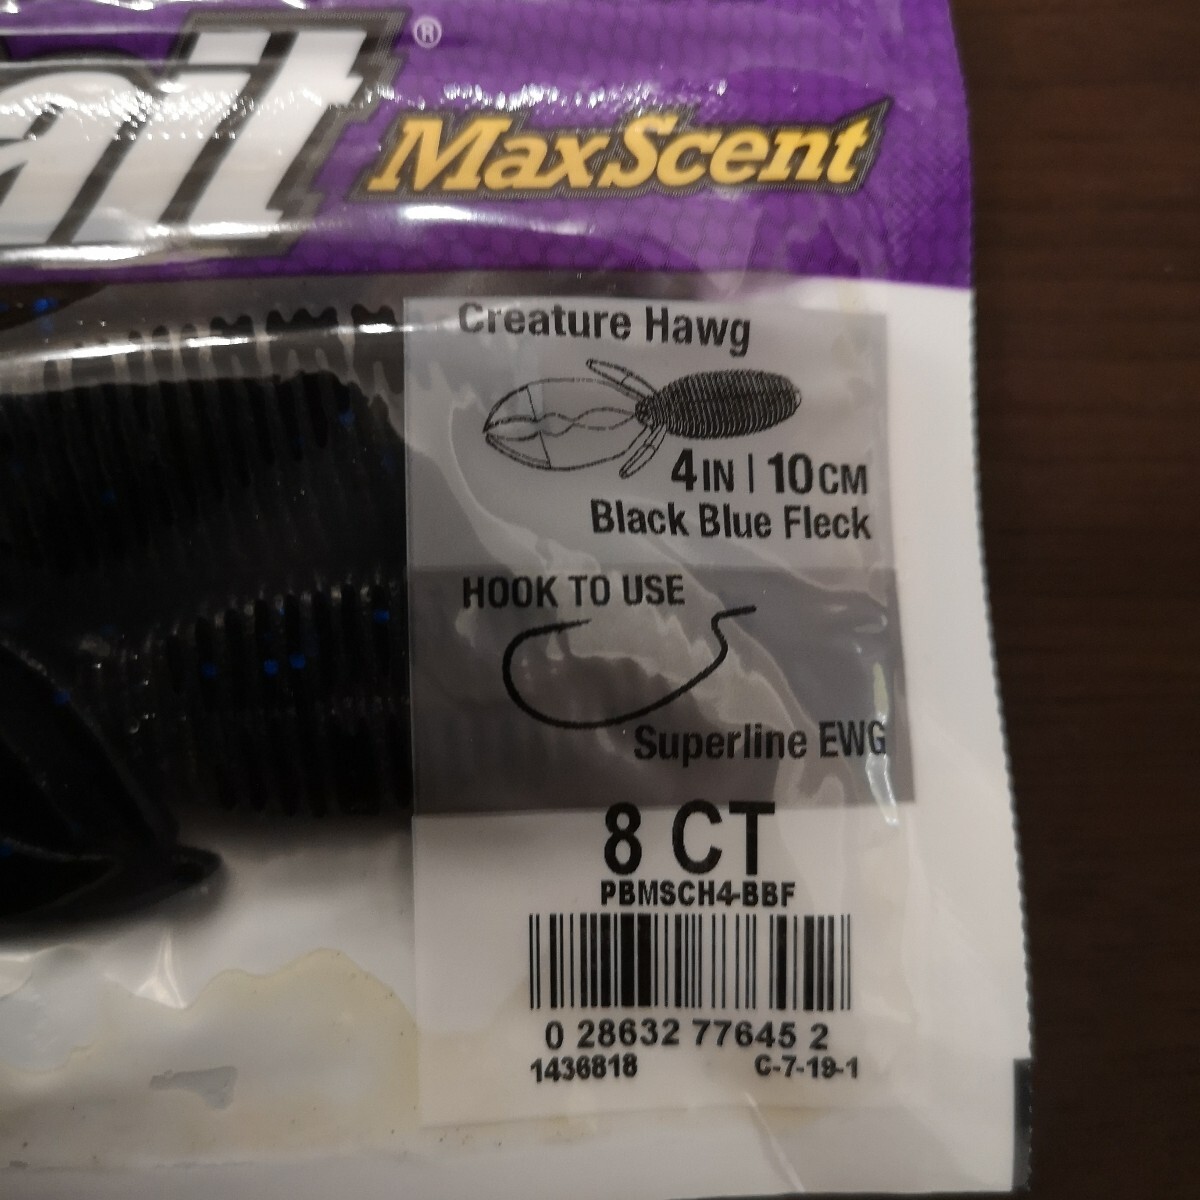 ait®
MaxScent
Creature Hawg
4IN | 10CM
Black Blue Fleck
HOOK TO USE
Superline EWG
8 CT
PBMSCH4-BBF
0 28632 77645 2
1436818 C-7-19-1